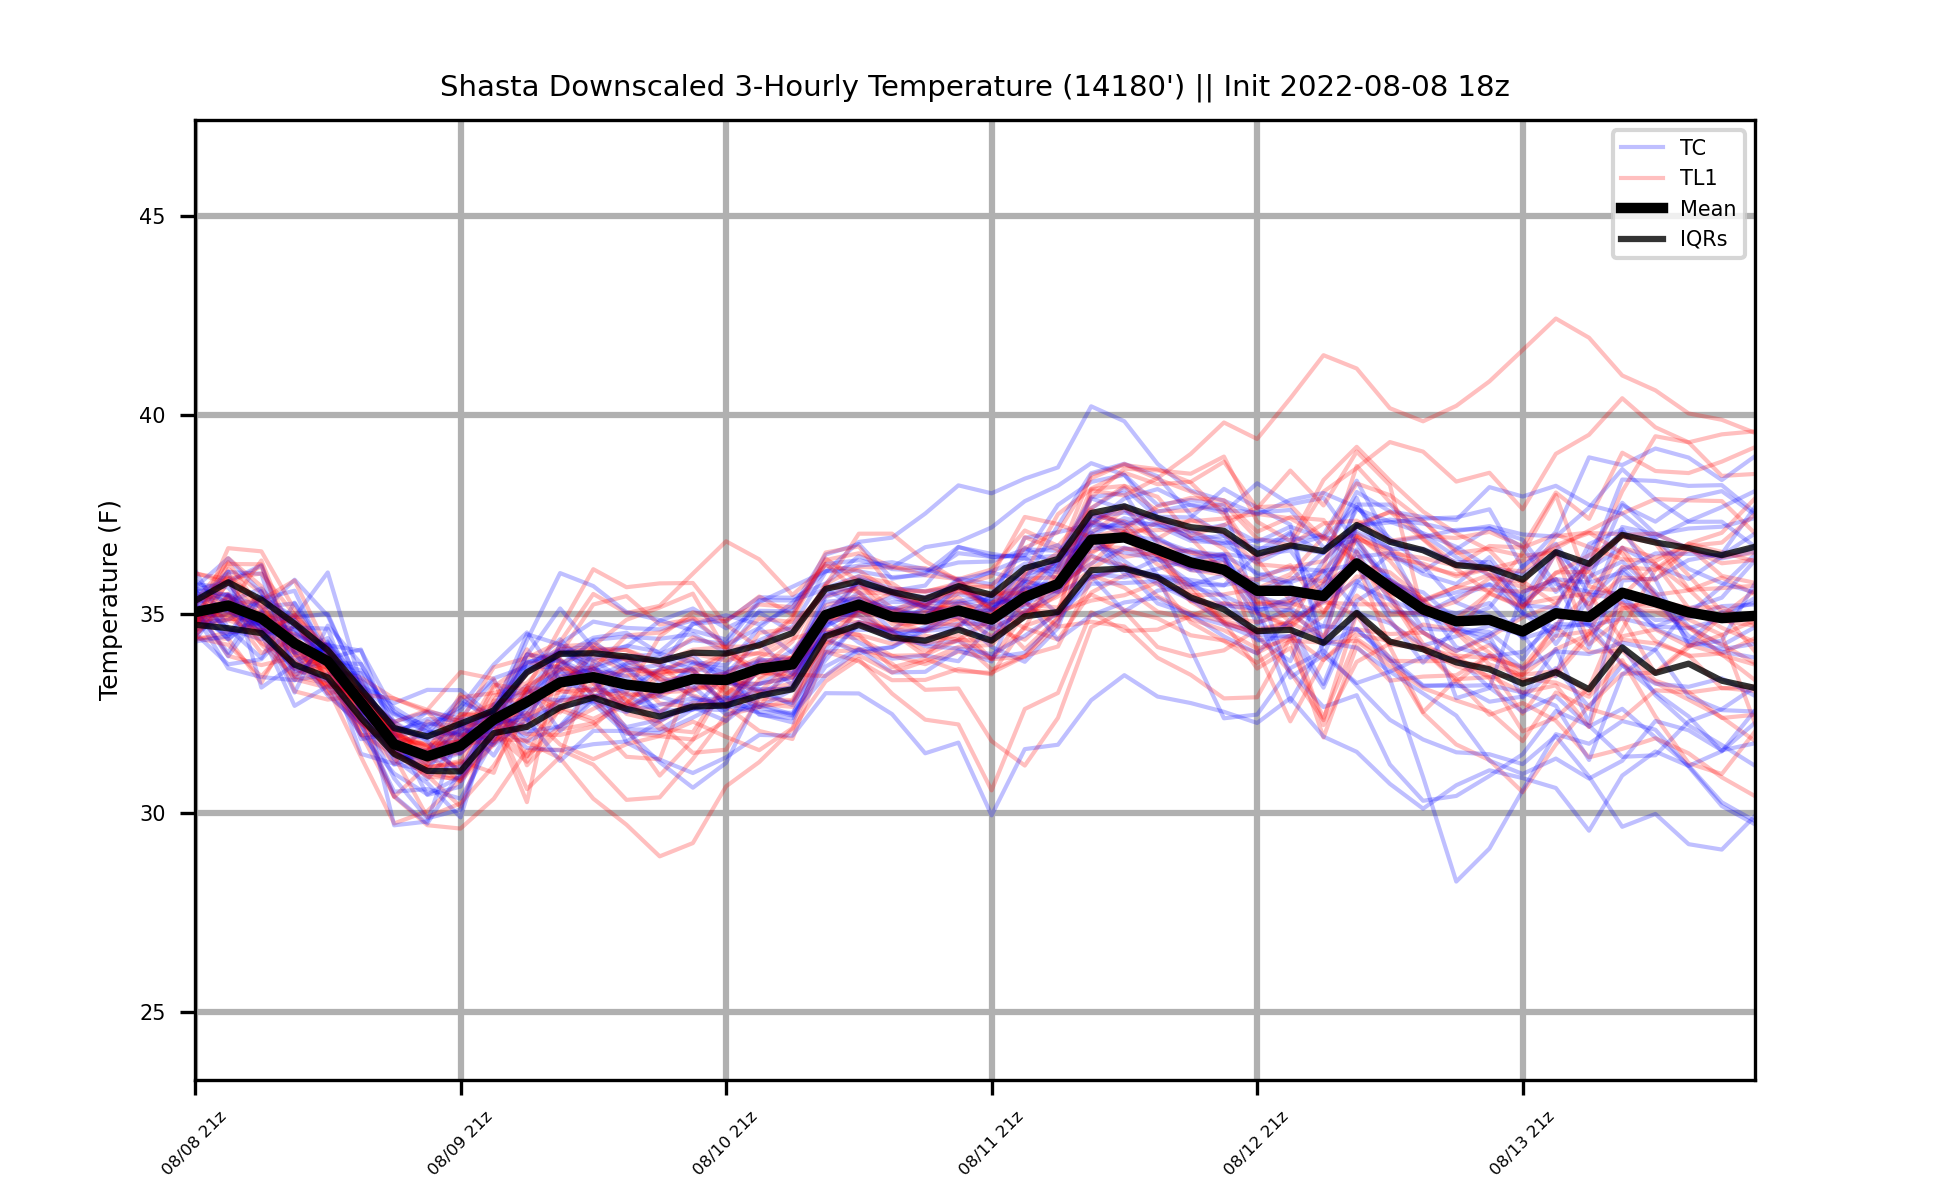 Shasta Downscaled 3-Hourly Temperature (14180') || Init 2022-08-08 18z
TC
TL1
Mean
IQRs
Temperature (F)
45
40
35
30
25
08/08 21z
08/09 21z
08/10 21z
08/11 21z
08/12 21z
08/13 21z